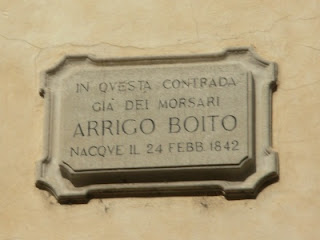 IN QVESTA CONTRADA
GIÀ DEI MORSARI
ARRIGO BOITO
NACQVE IL 24 FEBB. 1842